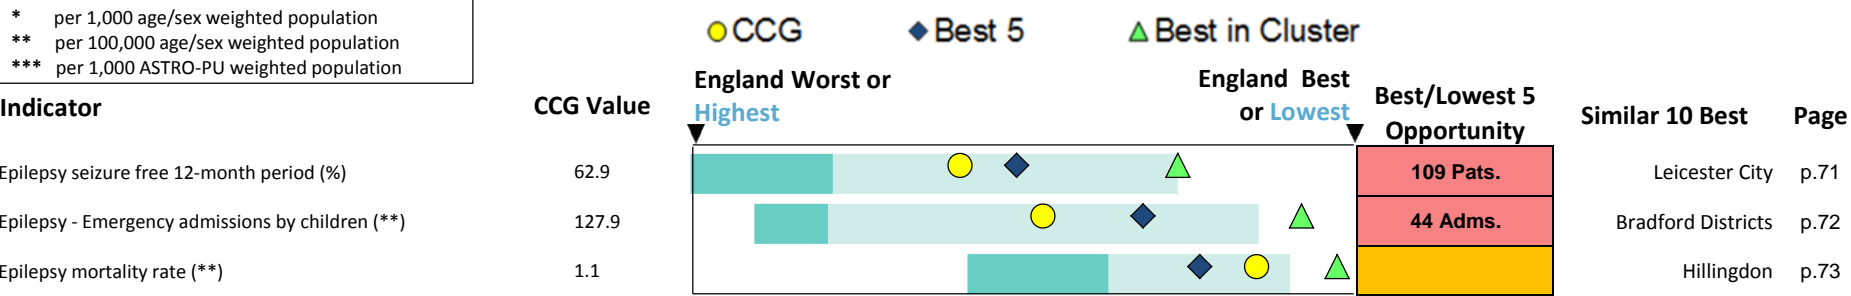 * per 1,000 age/sex weighted population
** per 100,000 age/sex weighted population
*** per 1,000 ASTRO-PU weighted population
CCG Best 5 Best in Cluster
Indicator CCG Value England Worst or Highest England Best or Lowest Best/Lowest 5 Opportunity Similar 10 Best Page
Epilepsy seizure free 12-month period (%) 62.9 109 Pats. Leicester City p.71
Epilepsy - Emergency admissions by children (**) 127.9 44 Adms. Bradford Districts p.72
Epilepsy mortality rate (**) 1.1 Hillingdon p.73